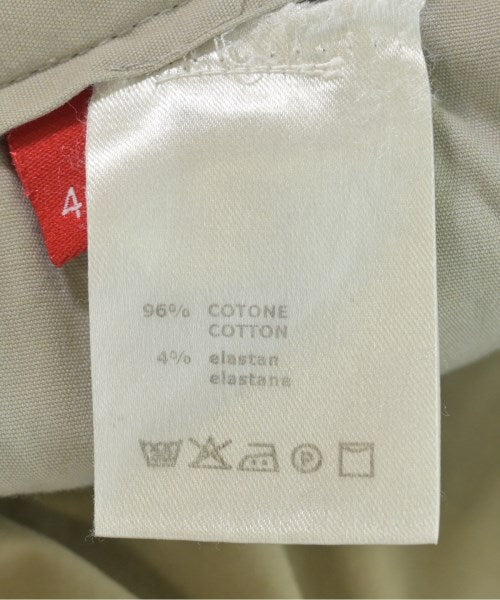 4
96% COTONE
COTTON
4% elastan
elastane
P